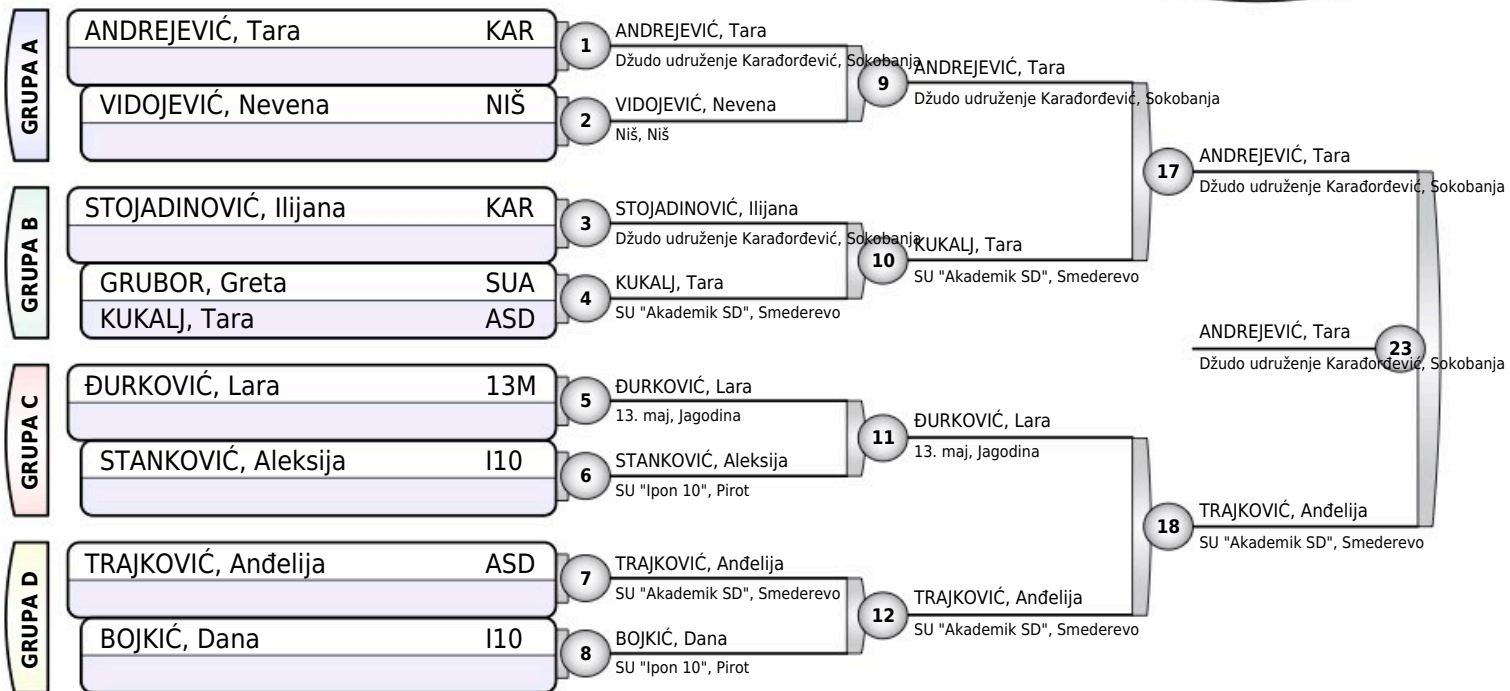 GRUPA A
ANDREJEVIĆ, Tara KAR
VIDOJEVIĆ, Nevena NIŠ
1
ANDREJEVIĆ, Tara
Džudo udruženje Karađorđević, Sokobanja
2
VIDOJEVIĆ, Nevena
Niš, Niš
9
ANDREJEVIĆ, Tara
Džudo udruženje Karađorđević, Sokobanja
GRUPA B
STOJADINOVIĆ, Ilijana KAR
GRUBOR, Greta SUA
KUKALJ, Tara ASD
3
STOJADINOVIĆ, Ilijana
Džudo udruženje Karađorđević, Sokobanja
4
KUKALJ, Tara
SU "Akademik SD", Smederevo
10
KUKALJ, Tara
SU "Akademik SD", Smederevo
17
ANDREJEVIĆ, Tara
Džudo udruženje Karađorđević, Sokobanja
GRUPA C
ĐURKOVIĆ, Lara 13M
STANKOVIĆ, Aleksija I10
5
ĐURKOVIĆ, Lara
13. maj, Jagodina
6
STANKOVIĆ, Aleksija
SU "Ipon 10", Pirot
11
ĐURKOVIĆ, Lara
13. maj, Jagodina
GRUPA D
TRAJKOVIĆ, Anđelija ASD
BOJKIĆ, Dana I10
7
TRAJKOVIĆ, Anđelija
SU "Akademik SD", Smederevo
8
BOJKIĆ, Dana
SU "Ipon 10", Pirot
12
TRAJKOVIĆ, Anđelija
SU "Akademik SD", Smederevo
18
TRAJKOVIĆ, Anđelija
SU "Akademik SD", Smederevo
23
ANDREJEVIĆ, Tara
Džudo udruženje Karađorđević, Sokobanja